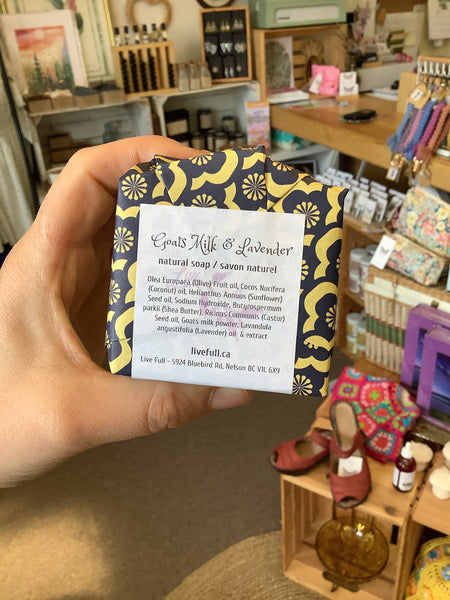 Goats Milk & Lavender
natural soap / savon naturel
Olea Europaea (Olive) Fruit oil, Cocos Nucifera
(Coconut) oil, Helianthus Annuus (Sunflower)
Seed oil, Sodium Hydroxide, Butyrospermum
parkii (Shea Butter), Ricinus Communis (Castor)
Seed oil, Goats milk powder, Lavandula
angustifolia (Lavender) oil & extract
livefull.ca
Live Full - 5924 Bluebird Rd, Nelson BC V1L 6X9